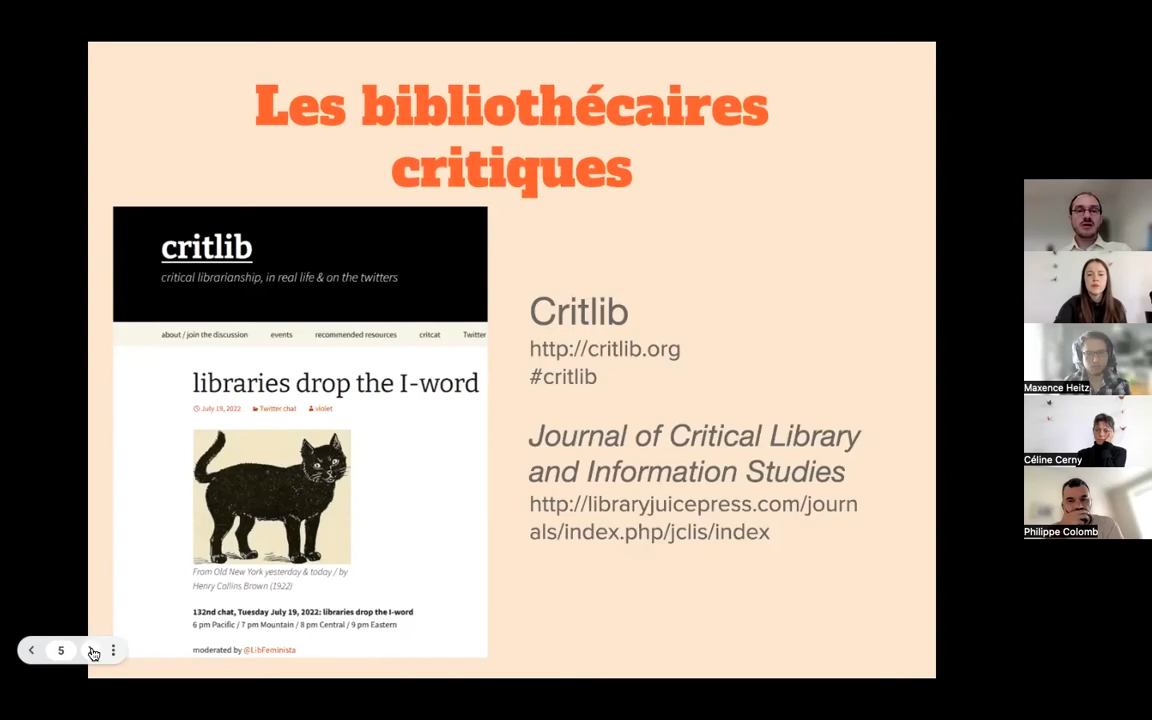 Les bibliothécaires
critiques
critlib
critical librarianship, in real life & on the twitters
about / join the discussion events recommended resources critcat Twitter
libraries drop the I-word
July 19, 2022 Twitter chat violet
From Old New York yesterday & today / by
Henry Collins Brown (1922)
132nd chat, Tuesday July 19, 2022: libraries drop the I-word
6 pm Pacific / 7 pm Mountain / 8 pm Central / 9 pm Eastern
moderated by @LibFeminista
Critlib
http://critlib.org
#critlib
Journal of Critical Library
and Information Studies
http://libraryjuicepress.com/journ
als/index.php/jclis/index
5
Maxence Heitz
Céline Cerny
Philippe Colomb